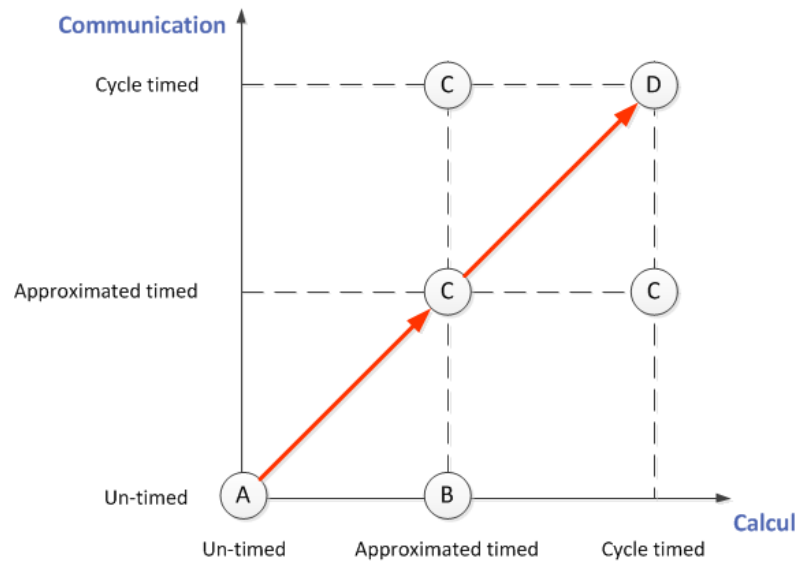 Communication
Cycle timed
C
D
Approximated timed
C
C
Un-timed
A
B
Calcul
Un-timed
Approximated timed
Cycle timed